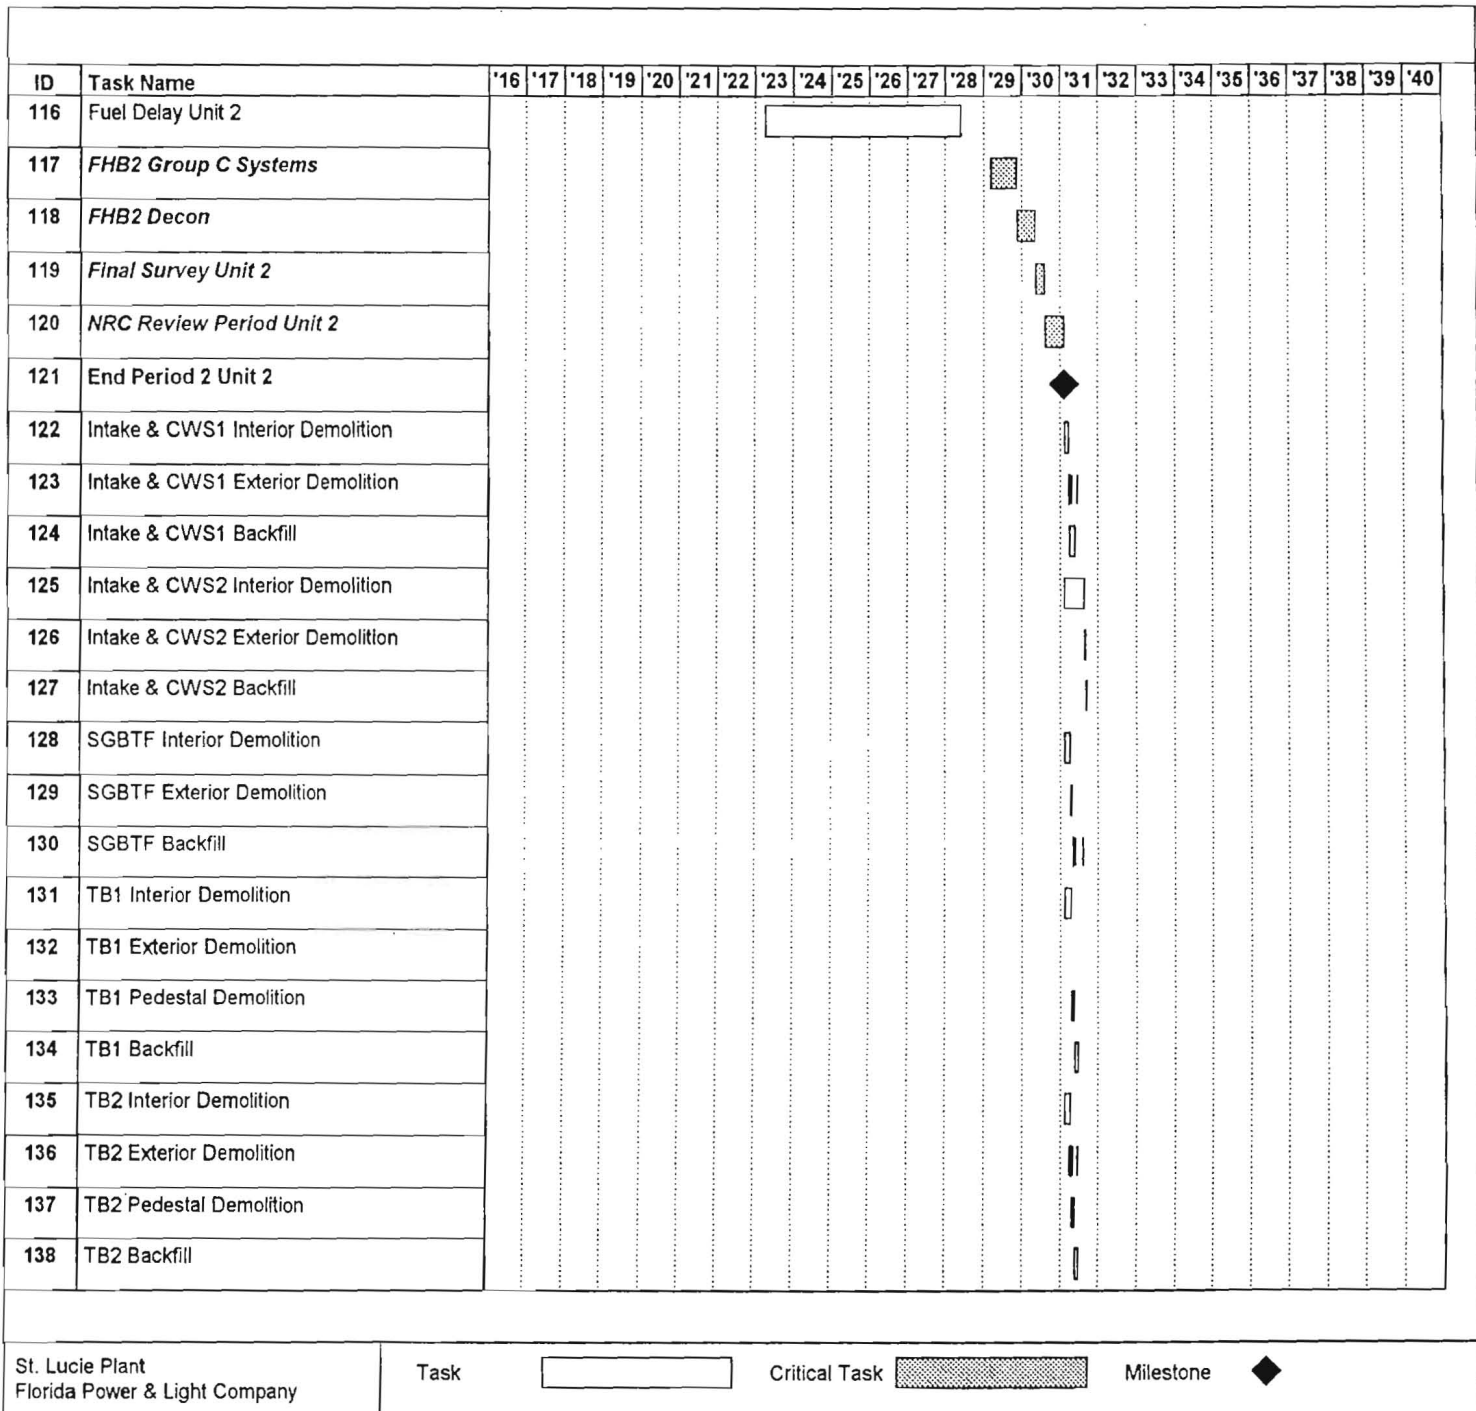 ID Task Name '16 '17 '18 '19 '20 '21 '22 '23 '24 '25 '26 '27 '28 '29 '30 '31 '32 '33 '34 '35 '36 '37 '38 '39 '40
116 Fuel Delay Unit 2
117 FHB2 Group C Systems
118 FHB2 Decon
119 Final Survey Unit 2
120 NRC Review Period Unit 2
121 End Period 2 Unit 2
122 Intake & CWS1 Interior Demolition
123 Intake & CWS1 Exterior Demolition
124 Intake & CWS1 Backfill
125 Intake & CWS2 Interior Demolition
126 Intake & CWS2 Exterior Demolition
127 Intake & CWS2 Backfill
128 SGBTF Interior Demolition
129 SGBTF Exterior Demolition
130 SGBTF Backfill
131 TB1 Interior Demolition
132 TB1 Exterior Demolition
133 TB1 Pedestal Demolition
134 TB1 Backfill
135 TB2 Interior Demolition
136 TB2 Exterior Demolition
137 TB2 Pedestal Demolition
138 TB2 Backfill
St. Lucie Plant
Florida Power & Light Company
Task Critical Task Milestone